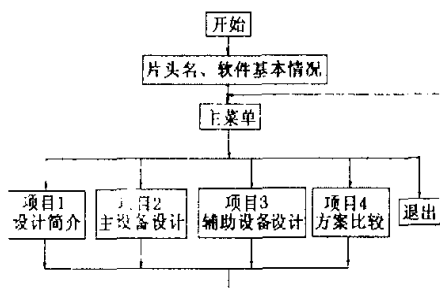 开始
片头名、软件基本情况
主菜单
项目1
设计简介
项目2
主设备设计
项目3
辅助设备设计
项目4
方案比较
退出